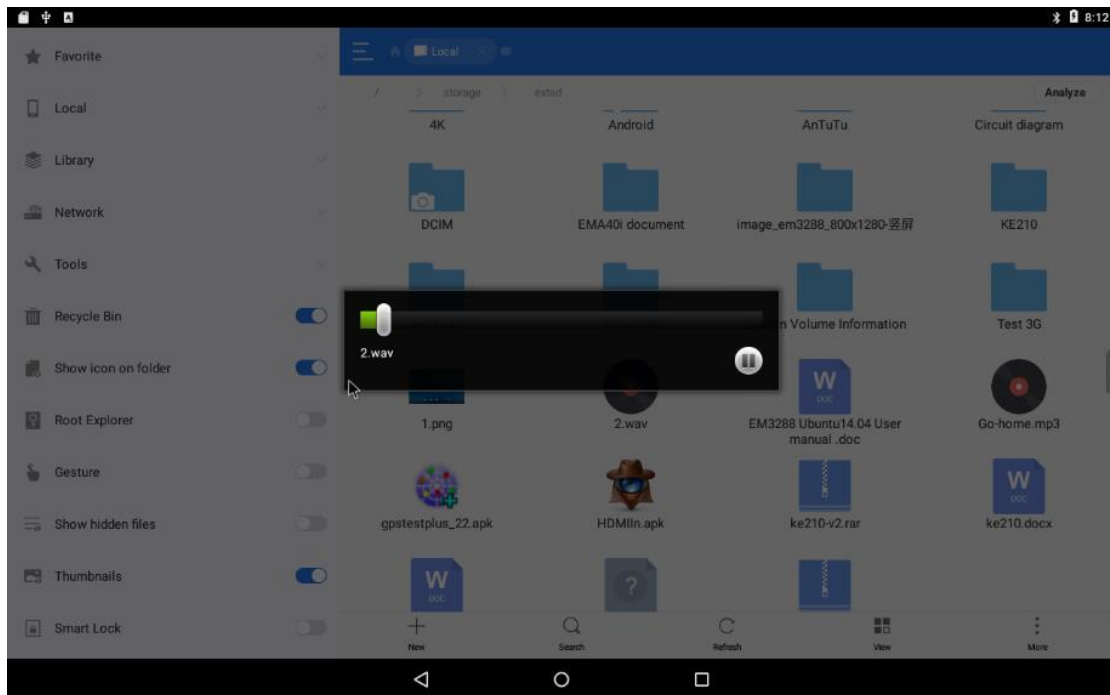 8:12
Favorite
Local
Library
Network
Tools
Recycle Bin
Show icon on folder
Root Explorer
Gesture
Show hidden files
Thumbnails
Smart Lock
Local
/ > storage > extsd
Analyze
4K
Android
AnTuTu
Circuit diagram
DCIM
EMA40i document
image_em3288_800x1280-竖屏
KE210
n Volume Information
Test 3G
2.wav
1.png
2.wav
W
DOC
EM3288 Ubuntu14.04 User
manual .doc
Go-home.mp3
gpstestplus_22.apk
HDMIIn.apk
ke210-v2.rar
W
DOC
ke210.docx
W
DOC
?
New
Search
Refresh
View
More